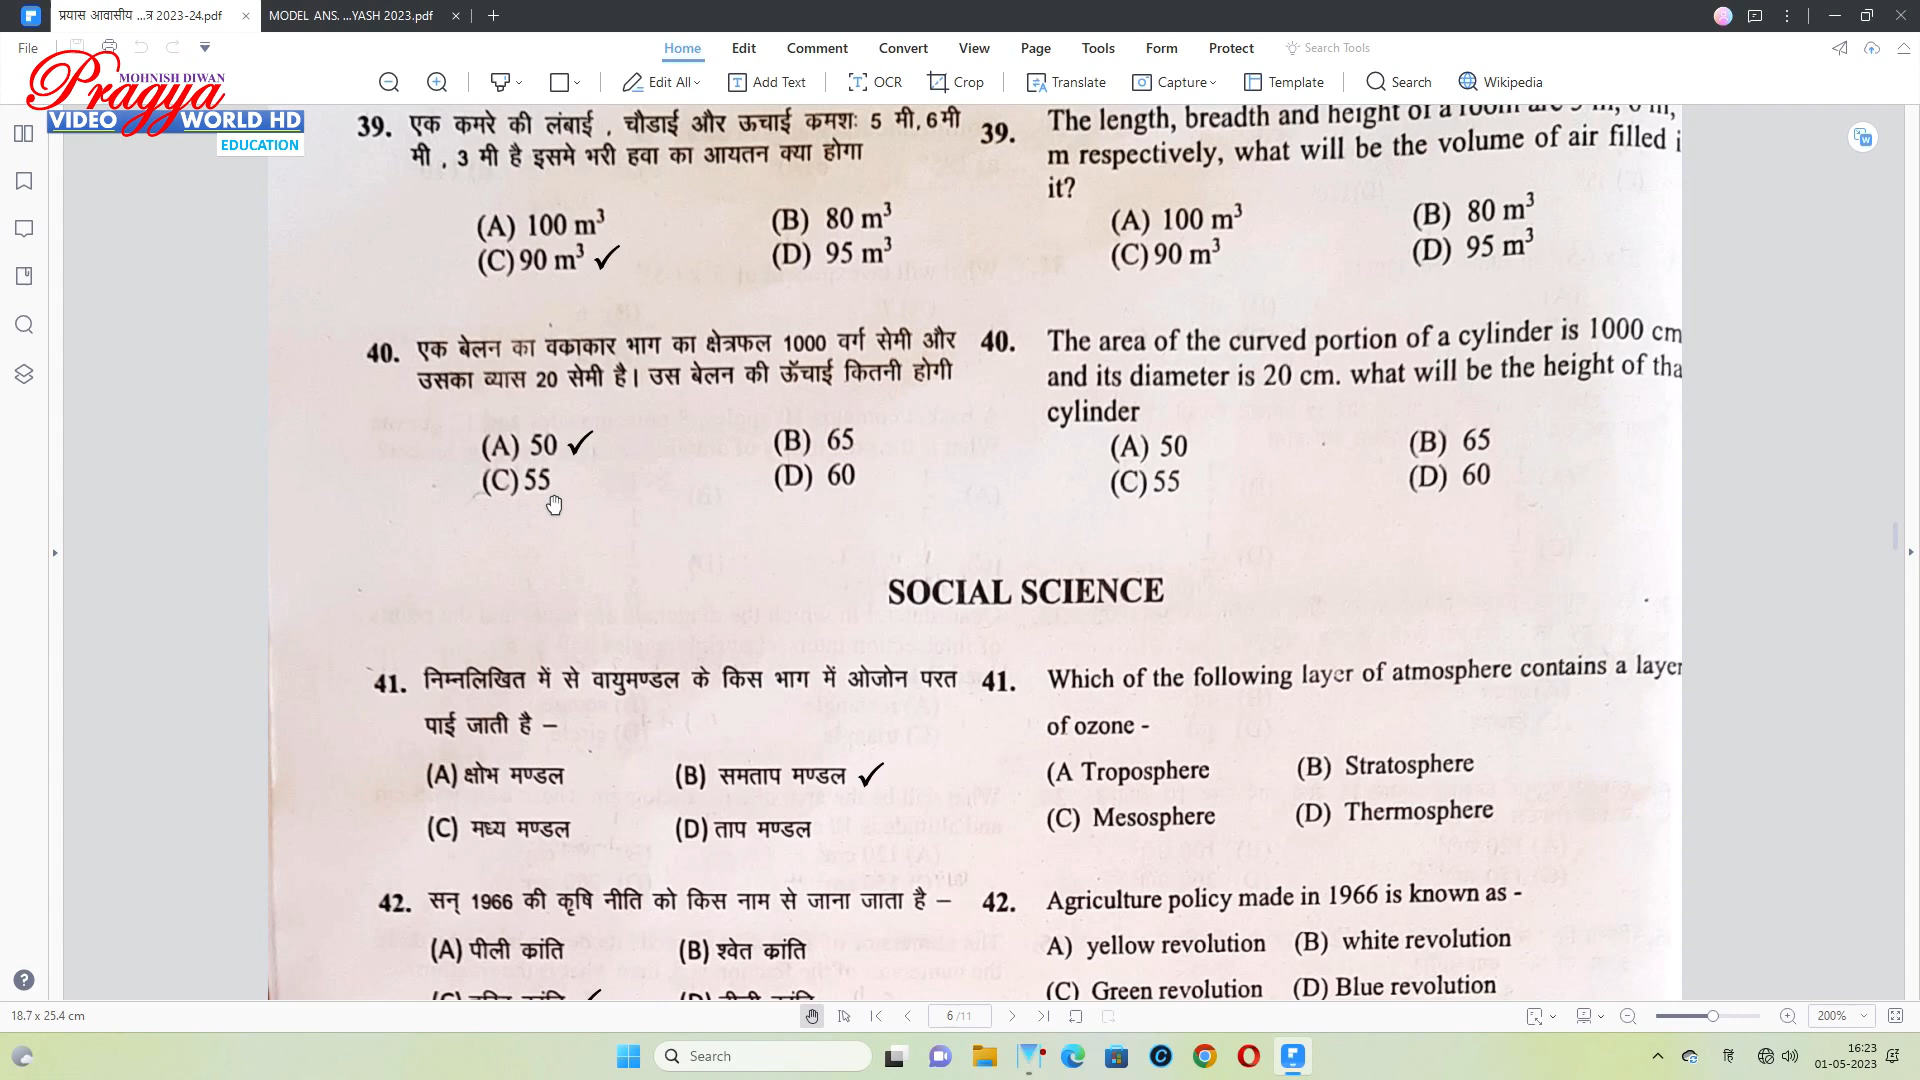 प्रयास आवासीय ...त्र 2023-24.pdf
MODEL ANS. ...YASH 2023.pdf
File
Home Edit Comment Convert View Page Tools Form Protect Search Tools
Edit All Add Text OCR Crop Translate Capture Template Search Wikipedia
MOHNISH DIWAN
Pragya
VIDEO WORLD HD
EDUCATION
39. एक कमरे की लंबाई , चौडाई और ऊचाई कमशः 5 मी, 6 मी
मी , 3 मी है इसमे भरी हवा का आयतन क्या होगा
(A) 100 m³ (B) 80 m³
(C) 90 m³ ✓ (D) 95 m³
40. एक बेलन का वकाकार भाग का क्षेत्रफल 1000 वर्ग सेमी और
उसका व्यास 20 सेमी है। उस बेलन की ऊँचाई कितनी होगी
(A) 50 ✓ (B) 65
(C) 55 (D) 60
39. The length, breadth and height of a room are 5 m, 6 m,
m respectively, what will be the volume of air filled i
it?
(A) 100 m³ (B) 80 m³
(C) 90 m³ (D) 95 m³
40. The area of the curved portion of a cylinder is 1000 cm
and its diameter is 20 cm. what will be the height of tha
cylinder
(A) 50 (B) 65
(C) 55 (D) 60
SOCIAL SCIENCE
41. निम्नलिखित में से वायुमण्डल के किस भाग में ओजोन परत
पाई जाती है –
(A) क्षोभ मण्डल (B) समताप मण्डल ✓
(C) मध्य मण्डल (D) ताप मण्डल
42. सन् 1966 की कृषि नीति को किस नाम से जाना जाता है –
(A) पीली क्रांति (B) श्वेत क्रांति
41. Which of the following layer of atmosphere contains a layer
of ozone -
(A Troposphere (B) Stratosphere
(C) Mesosphere (D) Thermosphere
42. Agriculture policy made in 1966 is known as -
A) yellow revolution (B) white revolution
(C) Green revolution (D) Blue revolution
18.7 x 25.4 cm
6 /11
200%
Search
हिं
16:23
01-05-2023